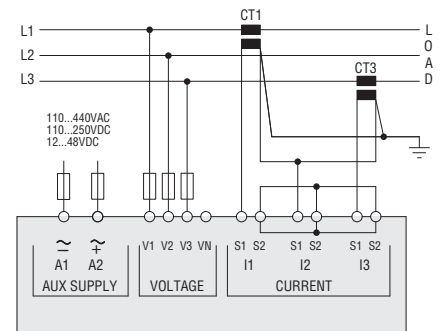 CT1
L1 L
L2 O
A
L3 CT3 D
110...440VAC
110...250VDC
12...48VDC
V1 V2 V3 VN S1 S2 S1 S2 S1 S2
A1 A2 I1 I2 I3
AUX SUPPLY VOLTAGE CURRENT